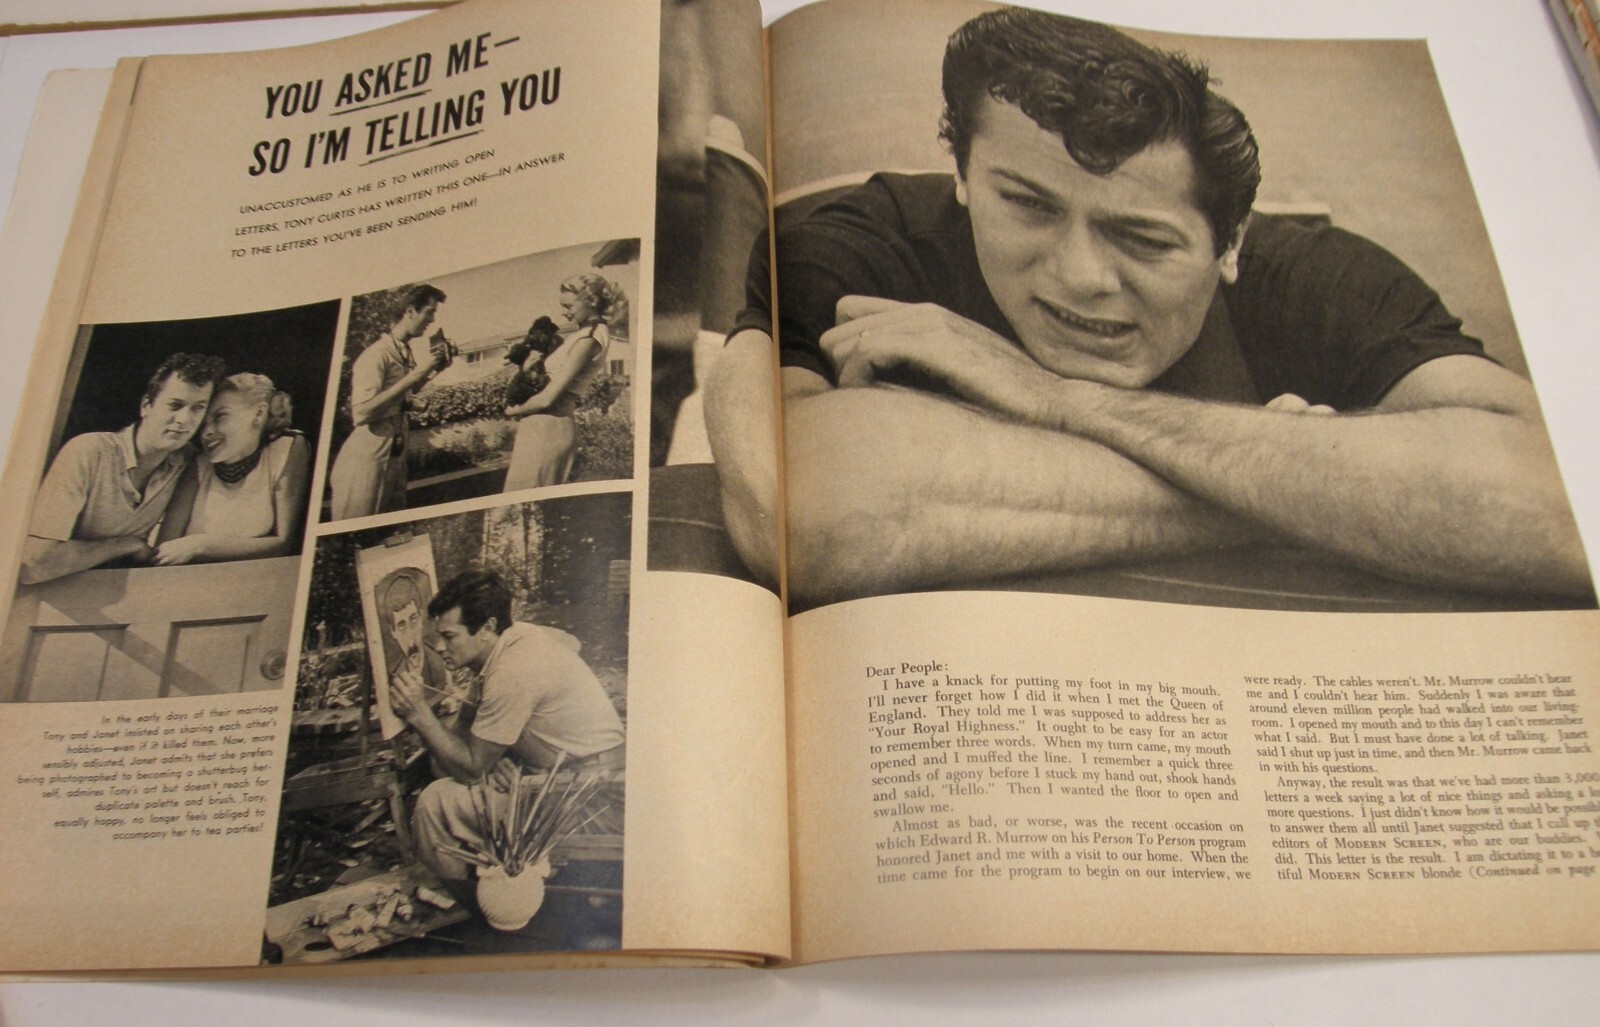 YOU ASKED ME—
SO I'M TELLING YOU
UNACCUSTOMED AS HE IS TO WRITING OPEN
LETTERS, TONY CURTIS HAS WRITTEN THIS ONE—IN ANSWER
TO THE LETTERS YOU'VE BEEN SENDING HIM!
In the early days of their marriage
Tony and Janet insisted on sharing each other's
hobbies—even if it killed them. Now, more
sensibly adjusted, Janet admits that she prefers
being photographed to becoming a shutterbug her-
self, admires Tony's art but doesn't reach for
duplicate palette and brush. Tony,
equally happy, no longer feels obliged to
accompany her to tea parties!
Dear People:
I have a knack for putting my foot in my big mouth.
I'll never forget how I did it when I met the Queen of
England. They told me I was supposed to address her as
"Your Royal Highness." It ought to be easy for an actor
to remember three words. When my turn came, my mouth
opened and I muffed the line. I remember a quick three
seconds of agony before I stuck my hand out, shook hands
and said, "Hello." Then I wanted the floor to open and
swallow me.
Almost as bad, or worse, was the recent occasion on
which Edward R. Murrow on his Person To Person program
honored Janet and me with a visit to our home. When the
time came for the program to begin on our interview, we
were ready. The cables weren't. Mr. Murrow couldn't hear
me and I couldn't hear him. Suddenly I was aware that
around eleven million people had walked into our living-
room. I opened my mouth and to this day I can't remember
what I said. But I must have done a lot of talking. Janet
said I shut up just in time, and then Mr. Murrow came back
in with his questions.
Anyway, the result was that we've had more than 3,000
letters a week saying a lot of nice things and asking a
more questions. I just didn't know how it would be
to answer them all until Janet suggested that I call up
editors of MODERN SCREEN, who are our buddies.
did. This letter is the result. I am dictating it to a
tiful MODERN SCREEN blonde (Continued on page